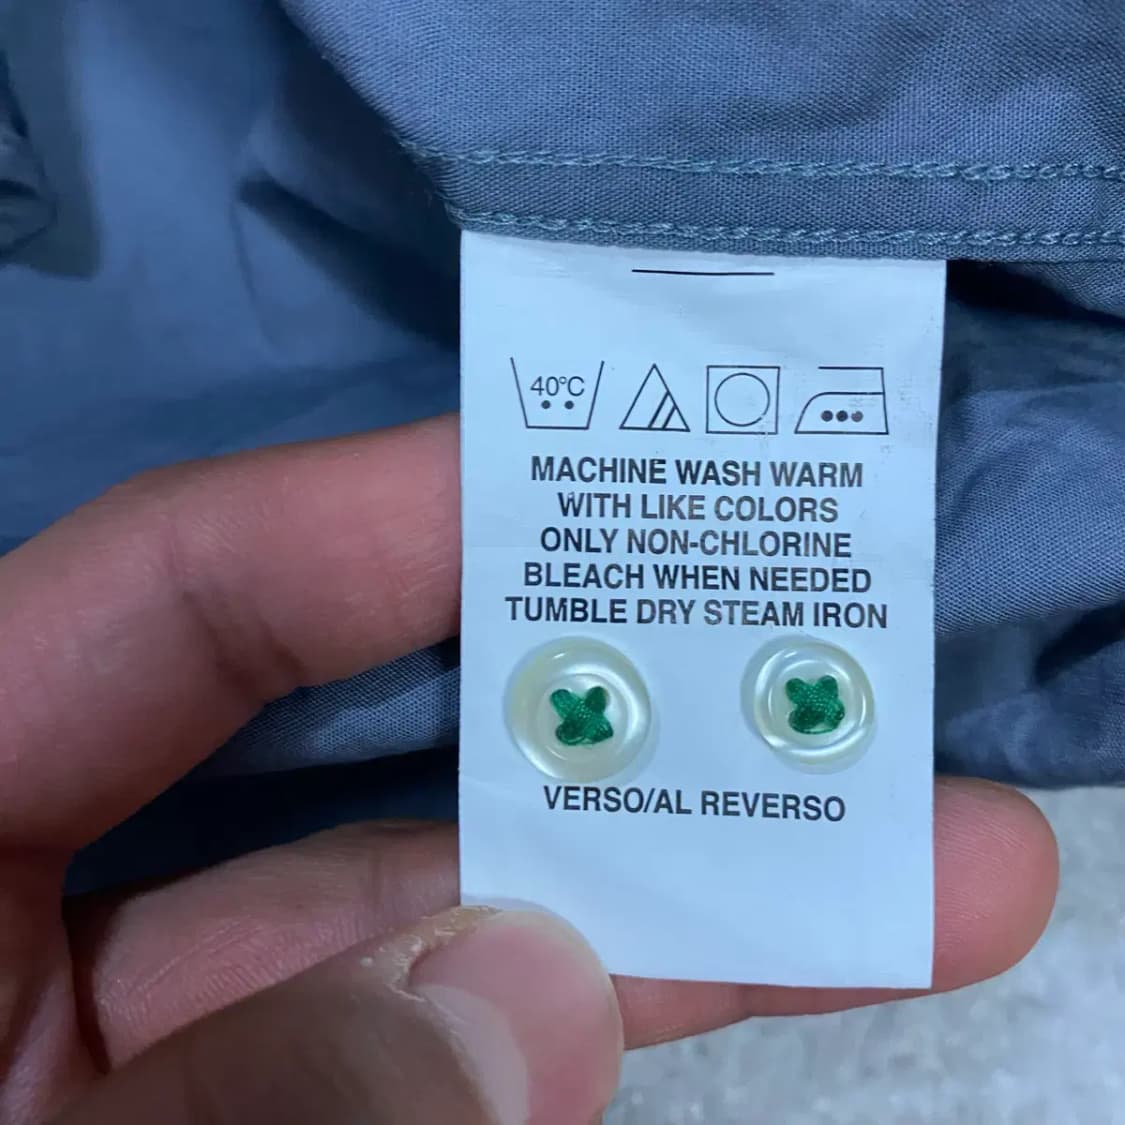 40°C
MACHINE WASH WARM
WITH LIKE COLORS
ONLY NON-CHLORINE
BLEACH WHEN NEEDED
TUMBLE DRY STEAM IRON
VERSO/AL REVERSO